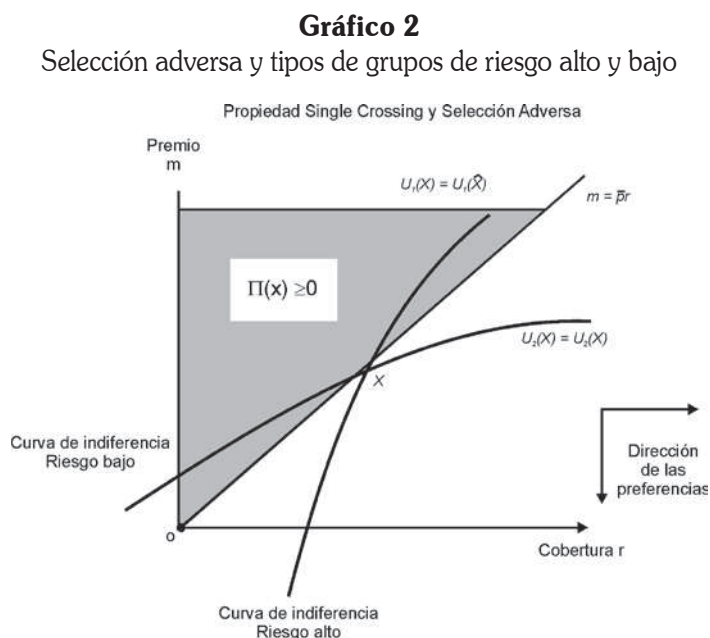 Gráfico 2
Selección adversa y tipos de grupos de riesgo alto y bajo
Propiedad Single Crossing y Selección Adversa
Premio
m
U₁(X) = U₁(X̂)
m = p̄r
Π(x) ≥0
U₂(X) = U₂(X)
X
Curva de indiferencia
Riesgo bajo
Dirección
de las
preferencias
o
Cobertura r
Curva de indiferencia
Riesgo alto